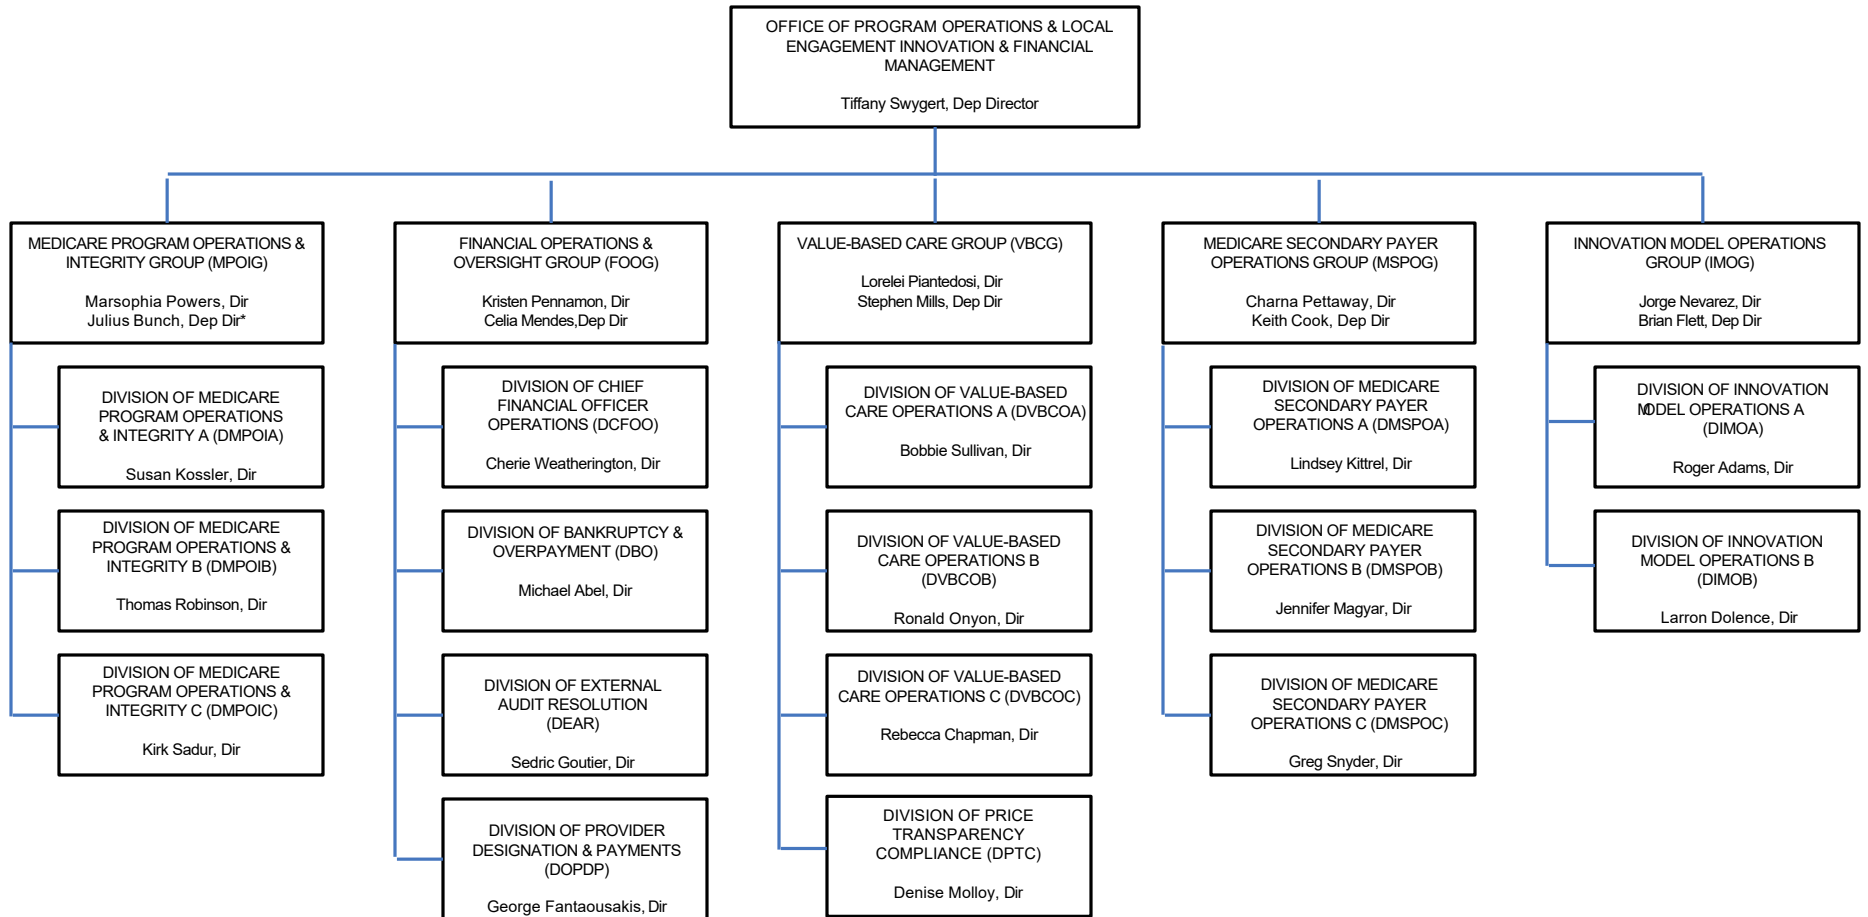 OFFICE OF PROGRAM OPERATIONS & LOCAL
ENGAGEMENT INNOVATION & FINANCIAL
MANAGEMENT
Tiffany Swygert, Dep Director
MEDICARE PROGRAM OPERATIONS &
INTEGRITY GROUP (MPOIG)
Marsophia Powers, Dir
Julius Bunch, Dep Dir*
DIVISION OF MEDICARE
PROGRAM OPERATIONS
& INTEGRITY A (DMPOIA)
Susan Kossler, Dir
DIVISION OF MEDICARE
PROGRAM OPERATIONS &
INTEGRITY B (DMPOIB)
Thomas Robinson, Dir
DIVISION OF MEDICARE
PROGRAM OPERATIONS &
INTEGRITY C (DMPOIC)
Kirk Sadur, Dir
FINANCIAL OPERATIONS &
OVERSIGHT GROUP (FOOG)
Kristen Pennamon, Dir
Celia Mendes,Dep Dir
DIVISION OF CHIEF
FINANCIAL OFFICER
OPERATIONS (DCFOO)
Cherie Weatherington, Dir
DIVISION OF BANKRUPTCY &
OVERPAYMENT (DBO)
Michael Abel, Dir
DIVISION OF EXTERNAL
AUDIT RESOLUTION
(DEAR)
Sedric Goutier, Dir
DIVISION OF PROVIDER
DESIGNATION & PAYMENTS
(DOPDP)
George Fantaousakis, Dir
VALUE-BASED CARE GROUP (VBCG)
Lorelei Piantedosi, Dir
Stephen Mills, Dep Dir
DIVISION OF VALUE-BASED
CARE OPERATIONS A (DVBCOA)
Bobbie Sullivan, Dir
DIVISION OF VALUE-BASED
CARE OPERATIONS B
(DVBCOB)
Ronald Onyon, Dir
DIVISION OF VALUE-BASED
CARE OPERATIONS C (DVBCOC)
Rebecca Chapman, Dir
DIVISION OF PRICE
TRANSPARENCY
COMPLIANCE (DPTC)
Denise Molloy, Dir
MEDICARE SECONDARY PAYER
OPERATIONS GROUP (MSPOG)
Charna Pettaway, Dir
Keith Cook, Dep Dir
DIVISION OF MEDICARE
SECONDARY PAYER
OPERATIONS A (DMSPOA)
Lindsey Kittrel, Dir
DIVISION OF MEDICARE
SECONDARY PAYER
OPERATIONS B (DMSPOB)
Jennifer Magyar, Dir
DIVISION OF MEDICARE
SECONDARY PAYER
OPERATIONS C (DMSPOC)
Greg Snyder, Dir
INNOVATION MODEL OPERATIONS
GROUP (IMOG)
Jorge Nevarez, Dir
Brian Flett, Dep Dir
DIVISION OF INNOVATION
MODEL OPERATIONS A
(DIMOA)
Roger Adams, Dir
DIVISION OF INNOVATION
MODEL OPERATIONS B
(DIMOB)
Larron Dolence, Dir